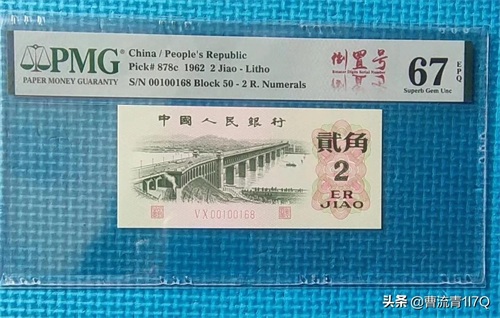 PMG
PAPER MONEY GUARANTY
China / People's Republic
Pick# 878c 1962 2 Jiao - Litho
S/N 00100168 Block 50 - 2 R. Numerals
倒置号
67
EPQ
Superb Gem Unc
中國人民銀行
貳角
2
ER
JIAO
VX00100168
头条 @曹流青1l7Q